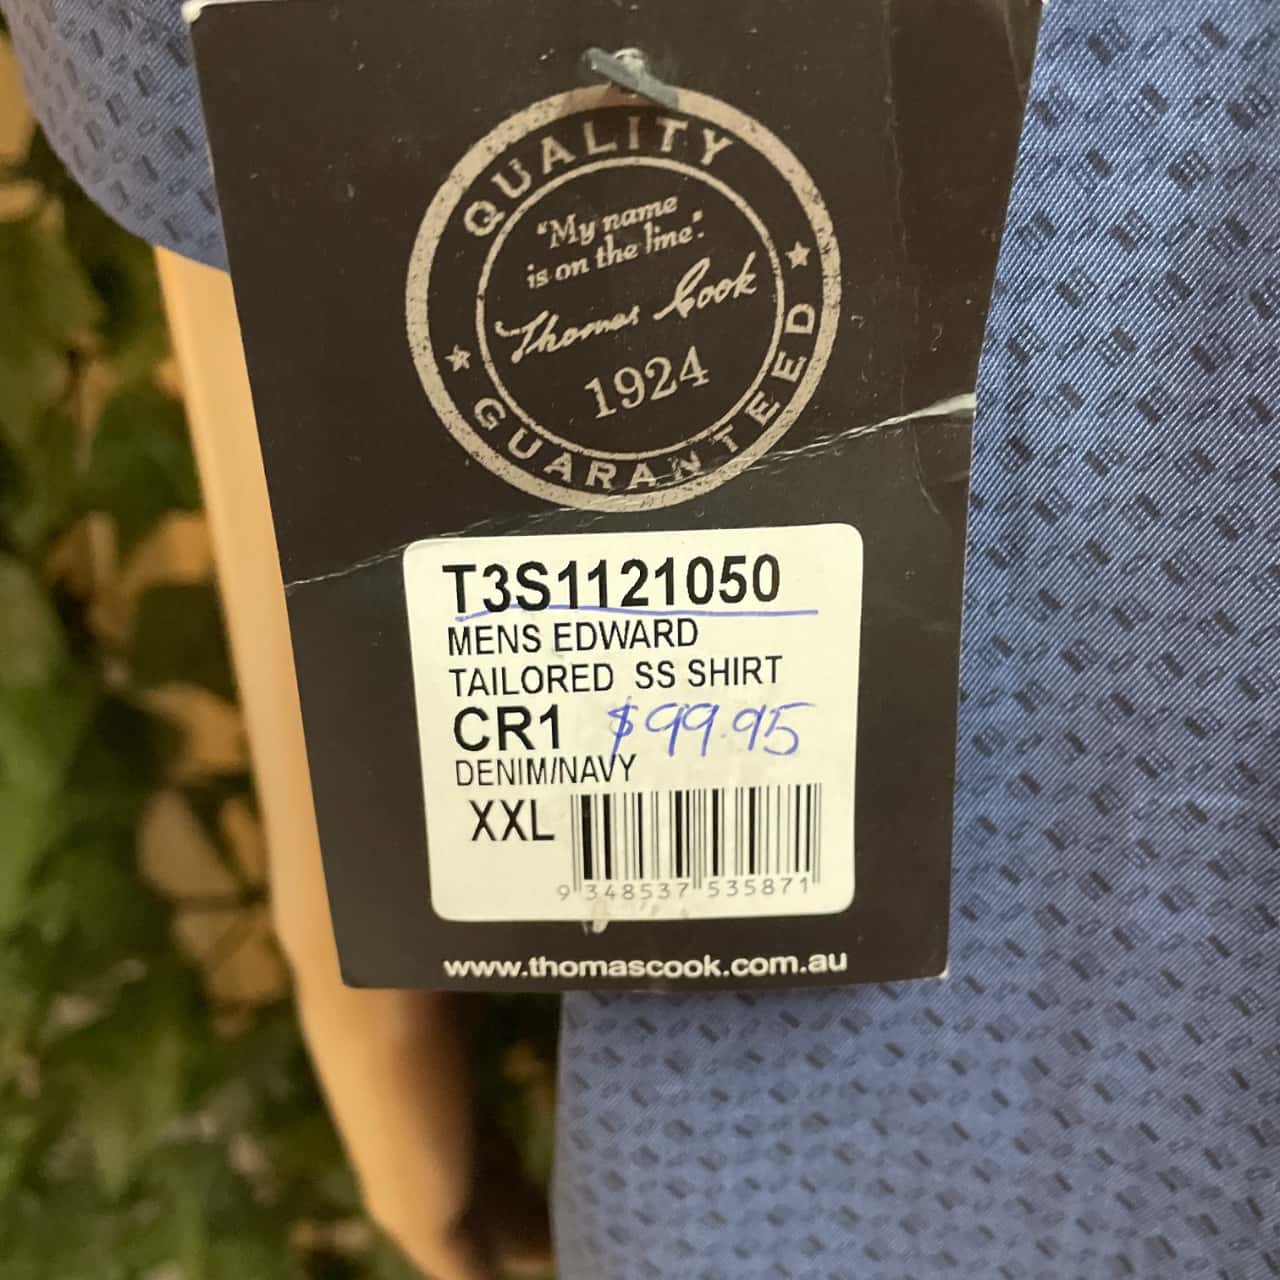 QUALITY
"My name
is on the line".
Thomas Cook
1924
GUARANTEED
T3S1121050
MENS EDWARD
TAILORED SS SHIRT
CR1 $99.95
DENIM/NAVY
XXL
9 348537 535871
www.thomascook.com.au